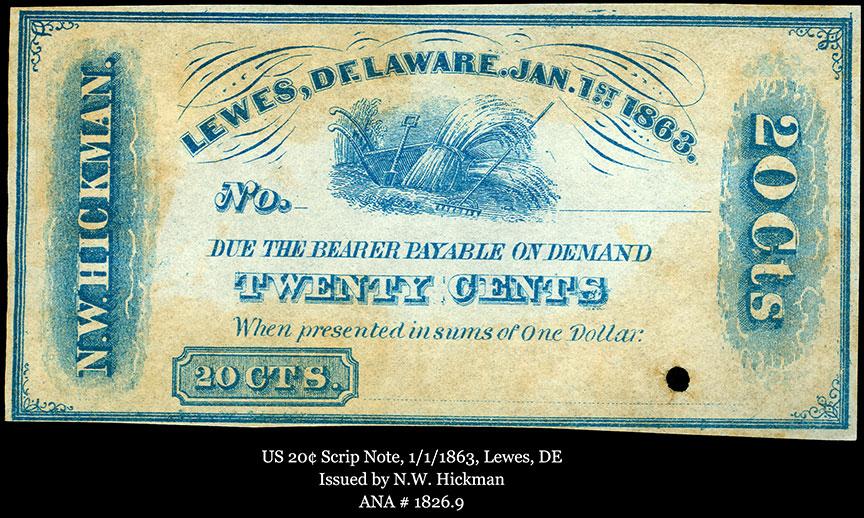 LEWES, DELAWARE. JAN. 1ST 1863.
N.W. HICKMAN.
20 Cts
No.
DUE THE BEARER PAYABLE ON DEMAND
TWENTY CENTS
When presented in sums of One Dollar.
20 CTS.
US 20¢ Scrip Note, 1/1/1863, Lewes, DE
Issued by N.W. Hickman
ANA # 1826.9